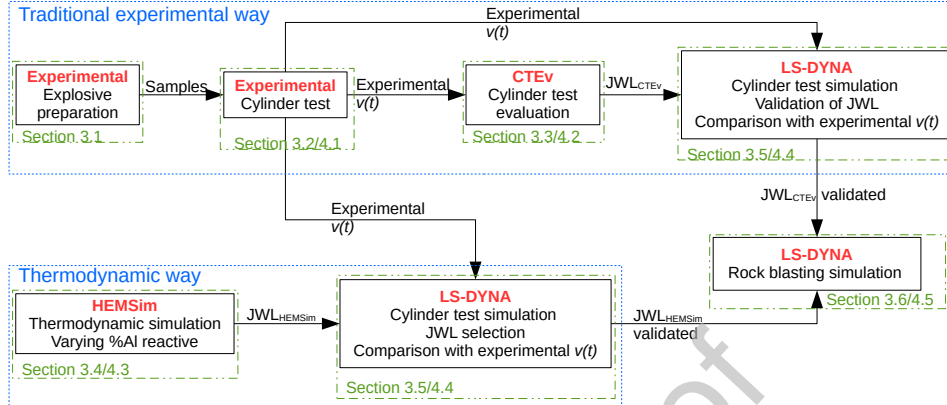 Traditional experimental way
Experimental
v(t)
Experimental
Explosive
preparation
Section 3.1
Samples
Experimental
Cylinder test
Section 3.2/4.1
Experimental
v(t)
CTEv
Cylinder test
evaluation
Section 3.3/4.2
JWLCTEv
LS-DYNA
Cylinder test simulation
Validation of JWL
Comparison with experimental v(t)
Section 3.5/4.4
Experimental
v(t)
JWLCTEv validated
LS-DYNA
Rock blasting simulation
Section 3.6/4.5
Thermodynamic way
HEMSim
Thermodynamic simulation
Varying %Al reactive
Section 3.4/4.3
JWLHEMSim
LS-DYNA
Cylinder test simulation
JWL selection
Comparison with experimental v(t)
Section 3.5/4.4
JWLHEMSim
validated